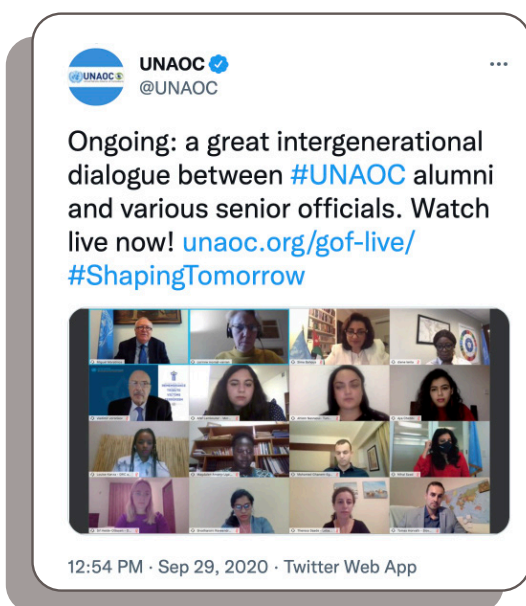 UNAOC
UNAOC
@UNAOC
Ongoing: a great intergenerational
dialogue between #UNAOC alumni
and various senior officials. Watch
live now! unaoc.org/gof-live/
#ShapingTomorrow
12:54 PM · Sep 29, 2020 · Twitter Web App